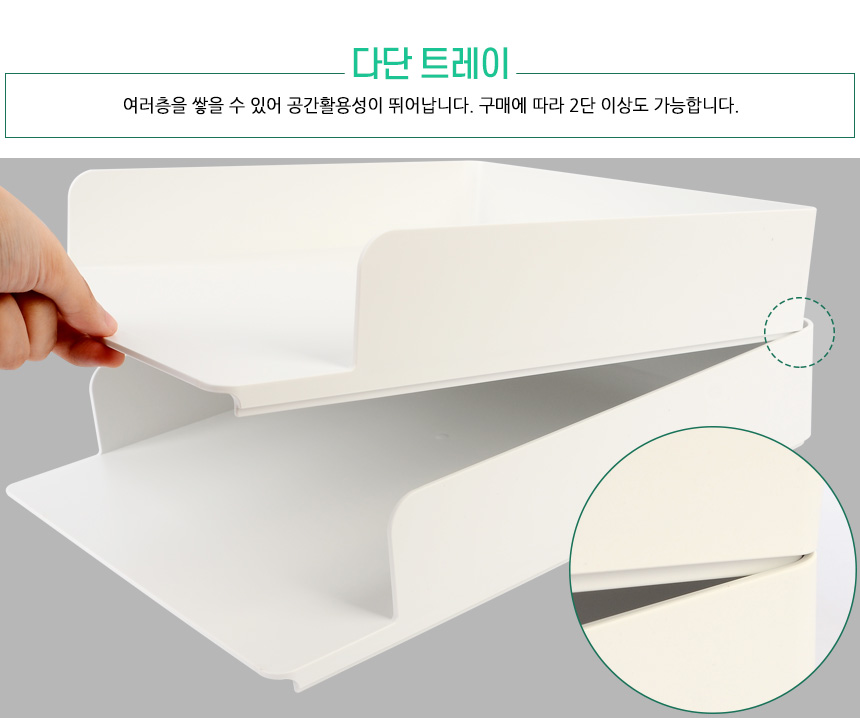 다단 트레이
여러층을 쌓을 수 있어 공간활용성이 뛰어납니다. 구매에 따라 2단 이상도 가능합니다.